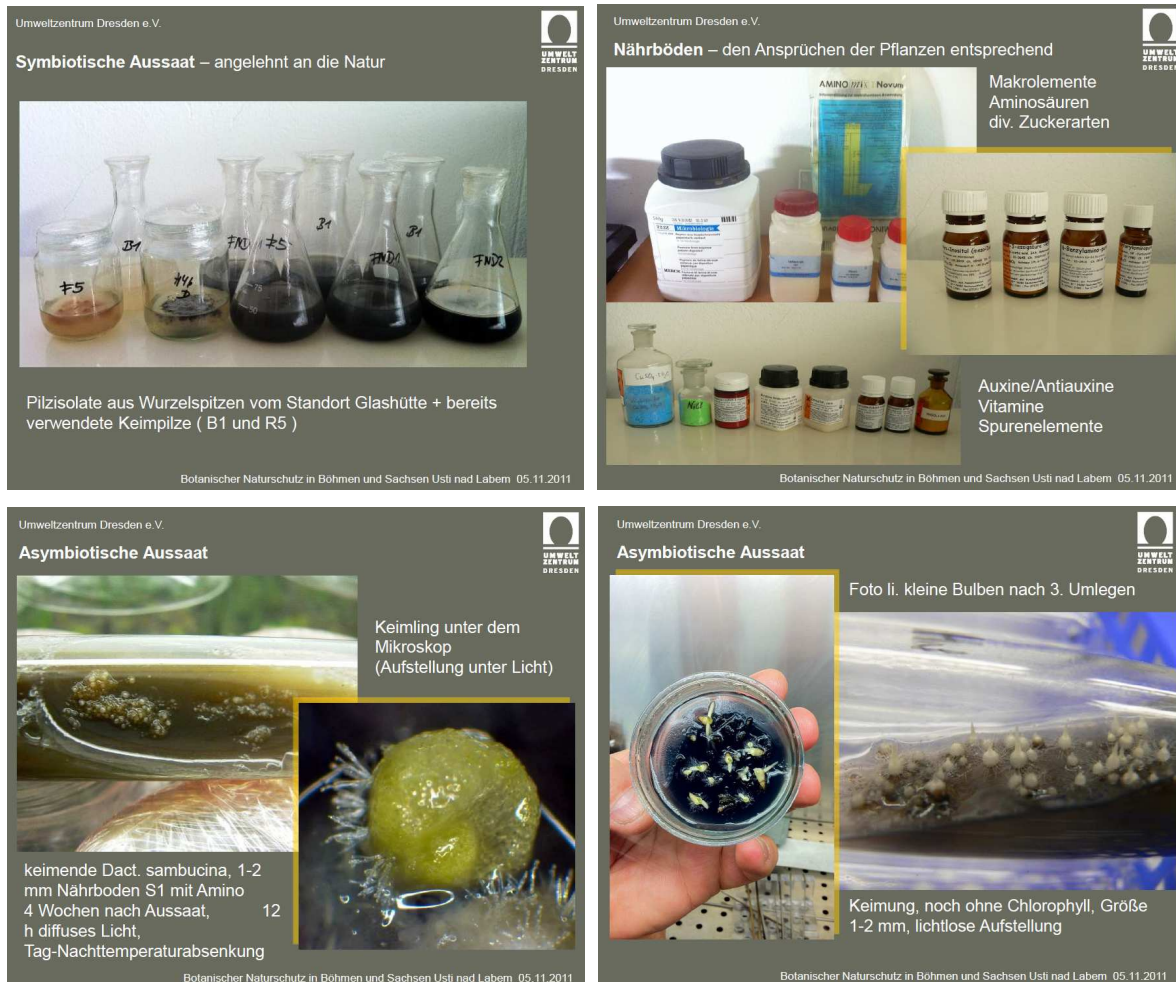 Umweltzentrum Dresden e.V.
UMWELT
ZENTRUM
DRESDEN
Symbiotische Aussaat – angelehnt an die Natur
B1
FND
R5
B1
B1
FND1
FND2
F5
D
75
50
Pilzisolate aus Wurzelspitzen vom Standort Glashütte + bereits
verwendete Keimpilze ( B1 und R5 )
Botanischer Naturschutz in Böhmen und Sachsen Usti nad Labem 05.11.2011
Umweltzentrum Dresden e.V.
UMWELT
ZENTRUM
DRESDEN
Nährböden – den Ansprüchen der Pflanzen entsprechend
Makrolemente
Aminosäuren
div. Zuckerarten
AMINO MIX Novum
Mikrobiologie
Auxine/Antiauxine
Vitamine
Spurenelemente
Botanischer Naturschutz in Böhmen und Sachsen Usti nad Labem 05.11.2011
Umweltzentrum Dresden e.V.
UMWELT
ZENTRUM
DRESDEN
Asymbiotische Aussaat
Keimling unter dem
Mikroskop
(Aufstellung unter Licht)
keimende Dact. sambucina, 1-2
mm Nährboden S1 mit Amino
4 Wochen nach Aussaat, 12
h diffuses Licht,
Tag-Nachttemperaturabsenkung
Botanischer Naturschutz in Böhmen und Sachsen Usti nad Labem 05.11.2011
Umweltzentrum Dresden e.V.
UMWELT
ZENTRUM
DRESDEN
Asymbiotische Aussaat
Foto li. kleine Bulben nach 3. Umlegen
Keimung, noch ohne Chlorophyll, Größe
1-2 mm, lichtlose Aufstellung
Botanischer Naturschutz in Böhmen und Sachsen Usti nad Labem 05.11.2011